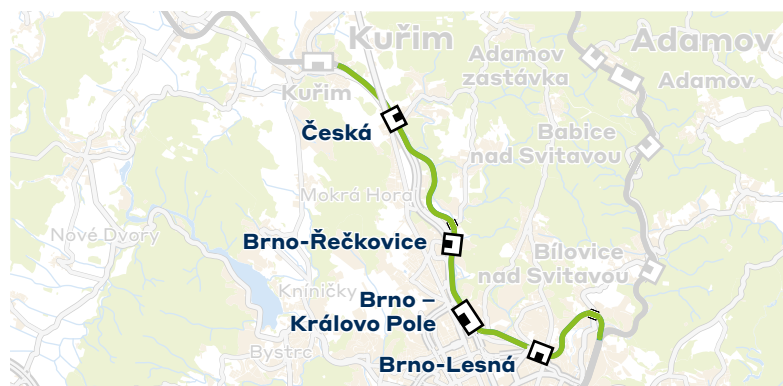 Kuřim
Adamov
Adamov
zastávka
Kuřim
Adamov
Česká
Babice
nad Svitavou
Mokrá Hora
Nové Dvory
Brno-Řečkovice
Bílovice
nad Svitavou
Kníničky
Brno –
Královo Pole
Bystrc
Brno-Lesná